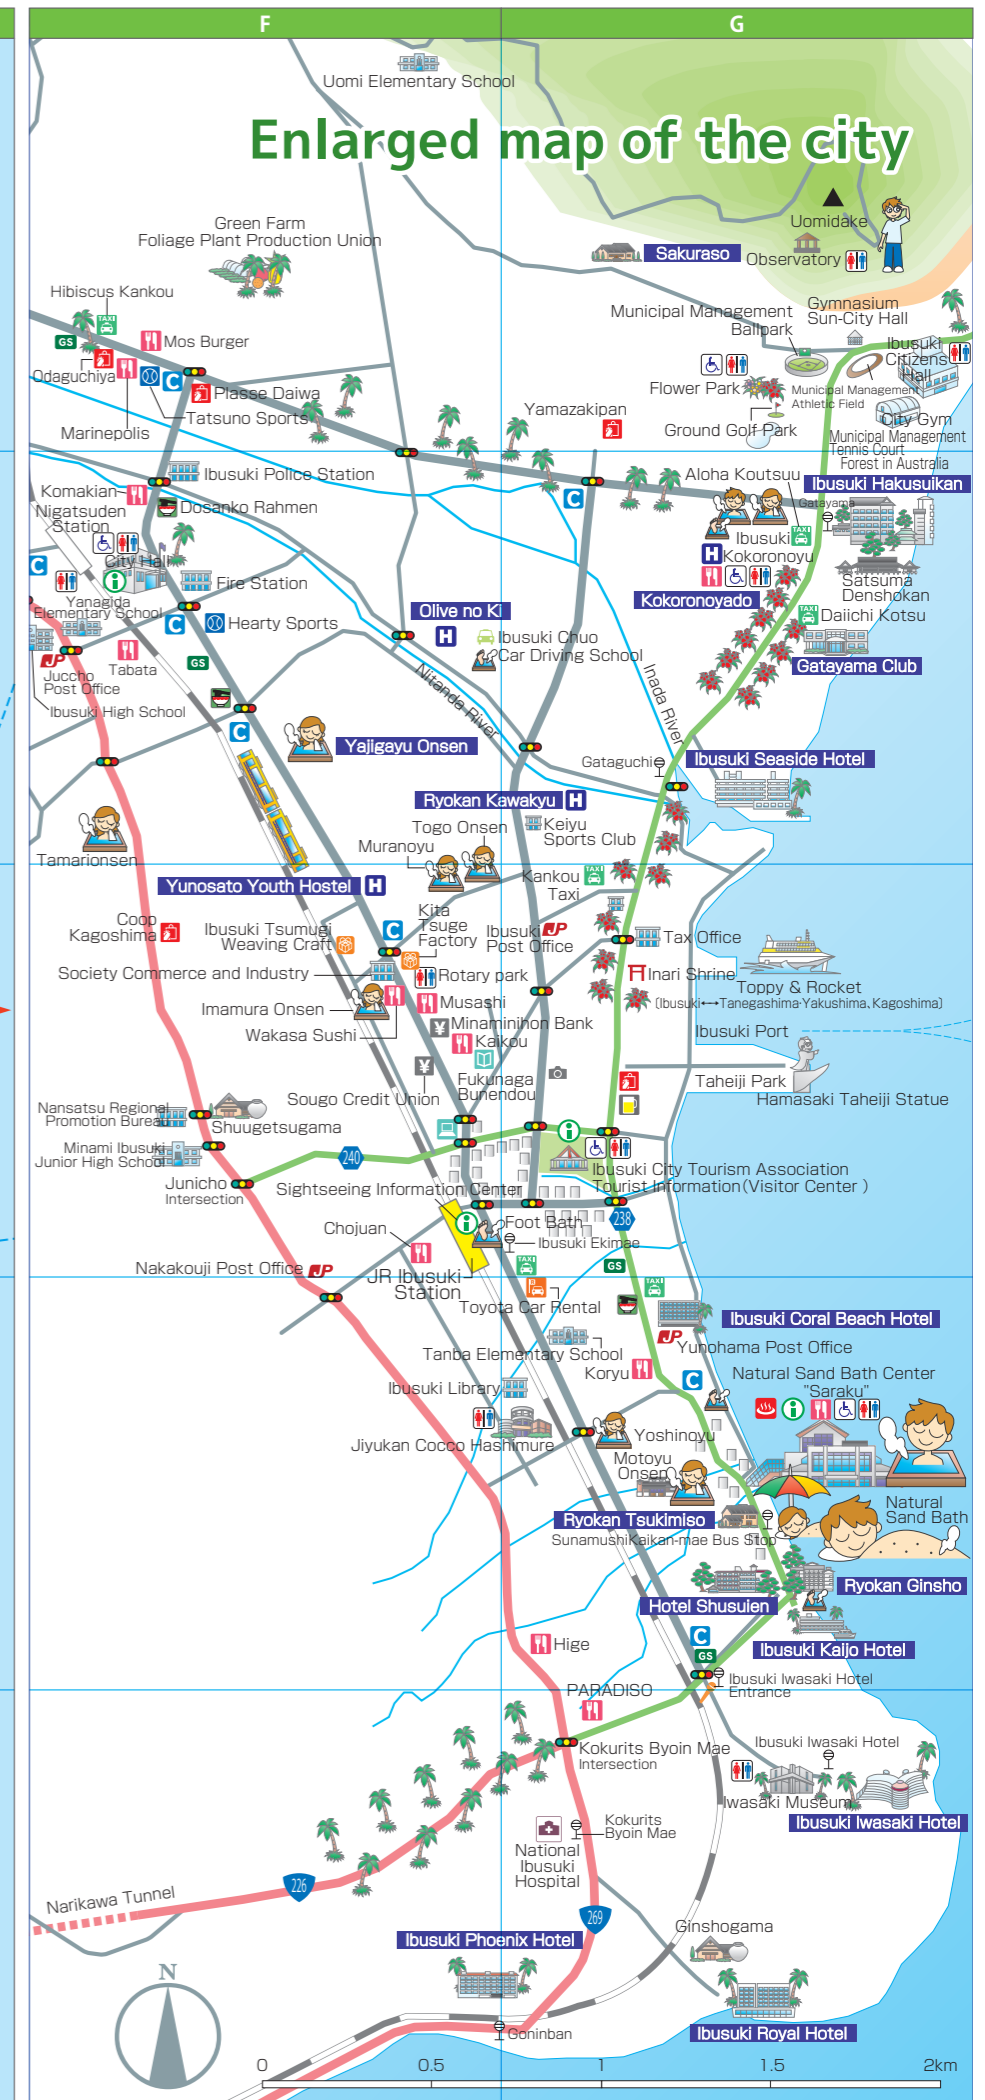 F
G
Uomi Elementary School
Enlarged map of the city
Uomidake
Green Farm
Foliage Plant Production Union
Sakuraso
Observatory
Hibiscus Kankou
TAXI
GS
Mos Burger
Odaguchiya
C
Plasse Daiwa
Tatsuno Sports
Marinepolis
Municipal Management
Ballpark
Gymnasium
Sun-City Hall
Ibusuki
Citizens
Hall
Flower Park
Municipal Management
Athletic Field
Yamazakipan
Ground Golf Park
City Gym
Municipal Management
Tennis Court
Forest in Australia
Ibusuki Police Station
Komakian
Nigatsuden
Station
Dosanko Rahmen
C
Aloha Koutsuu
Ibusuki Hakusuikan
Gatayama
Ibusuki
TAXI
H
Kokoronoyu
City Hall
C
Fire Station
Satsuma
Denshokan
Yanagida
Elementary School
Kokoronoyado
TAXI
Daiichi Kotsu
Olive no Ki
C
Hearty Sports
H
Ibusuki Chuo
Car Driving School
JP
Juccho
Post Office
Tabata
GS
Gatayama Club
Ibusuki High School
Nitanda River
Inada River
C
Yajigayu Onsen
Gataguchi
Ibusuki Seaside Hotel
Ryokan Kawakyu
H
Togo Onsen
Keiyu
Sports Club
Muranoyu
Tamarionsen
Yunosato Youth Hostel
H
Kankou
Taxi
TAXI
Coop
Kagoshima
Ibusuki Tsumugi
Weaving Craft
C
Kita
Tsuge
Factory
Ibusuki
Post Office
JP
Tax Office
Society Commerce and Industry
Rotary park
Inari Shrine
Toppy & Rocket
(Ibusuki↔Tanegashima·Yakushima, Kagoshima)
Imamura Onsen
Musashi
Wakasa Sushi
¥
Minaminihon Bank
Kaikou
Ibusuki Port
¥
Fukunaga
Bunendou
Sougo Credit Union
Taheiji Park
Hamasaki Taheiji Statue
Nansatsu Regional
Promotion Bureau
Shuugetsugama
Minami Ibusuki
Junior High School
240
Junicho
Intersection
Ibusuki City Tourism Association
Tourist Information(Visitor Center )
Sightseeing Information Center
238
Chojuan
Foot Bath
Ibusuki Ekimae
Nakakouji Post Office
JP
JR Ibusuki
Station
TAXI
GS
TAXI
Toyota Car Rental
Ibusuki Coral Beach Hotel
Tanba Elementary School
JP
Yunohama Post Office
Koryu
C
Natural Sand Bath Center
"Saraku"
Ibusuki Library
Jiyukan Cocco Hashimure
Yoshinoyu
Motoyu
Onsen
Natural
Sand Bath
Ryokan Tsukimiso
SunamushiKaikan-mae Bus Stop
Ryokan Ginsho
Hotel Shusuien
C
GS
Ibusuki Kaijo Hotel
Hige
Ibusuki Iwasaki Hotel
Entrance
PARADISO
Kokurits Byoin Mae
Intersection
Ibusuki Iwasaki Hotel
Iwasaki Museum
Ibusuki Iwasaki Hotel
Kokurits
Byoin Mae
National
Ibusuki
Hospital
226
Narikawa Tunnel
269
Ginshogama
Ibusuki Phoenix Hotel
N
Goninban
Ibusuki Royal Hotel
0
0.5
1
1.5
2km